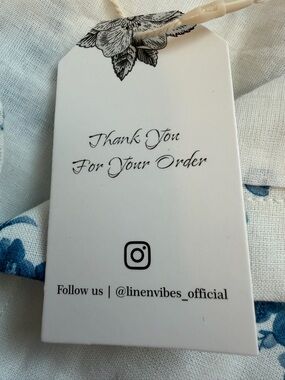 Thank You
For Your Order
Follow us | @linenvibes_official